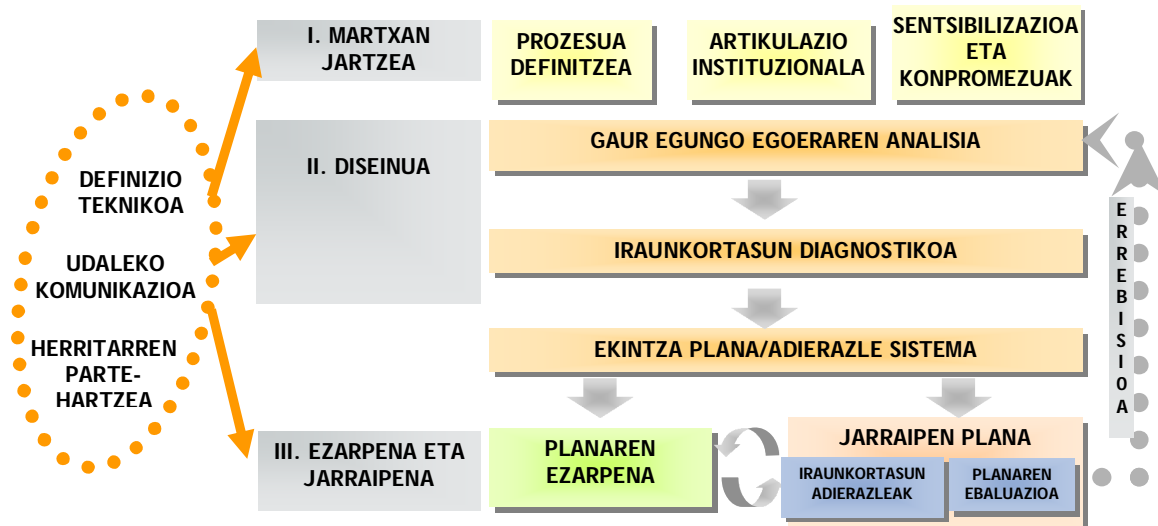 I. MARTXAN
JARTZEA
PROZESUA
DEFINITZEA
ARTIKULAZIO
INSTITUZIONALA
SENTSIBILIZAZIOA
ETA
KONPROMEZUAK
DEFINIZIO
TEKNIKOA
UDALEKO
KOMUNIKAZIOA
HERRITARREN
PARTE-
HARTZEA
II. DISEINUA
GAUR EGUNGO EGOERAREN ANALISIA
IRAUNKORTASUN DIAGNOSTIKOA
EKINTZA PLANA/ADIERAZLE SISTEMA
ERREBISIOA
III. EZARPENA ETA
JARRAIPENA
PLANAREN
EZARPENA
JARRAIPEN PLANA
IRAUNKORTASUN
ADIERAZLEAK
PLANAREN
EBALUAZIOA